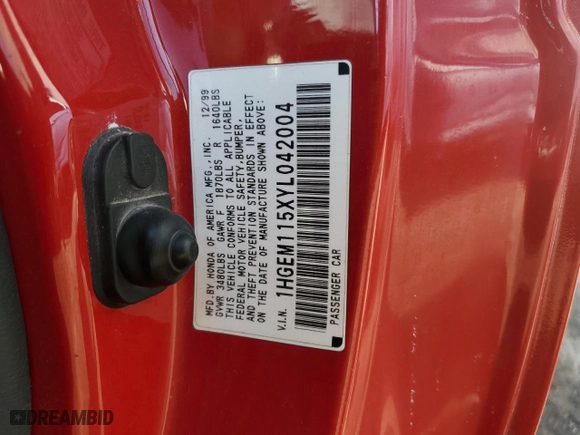 MFD.BY HONDA OF AMERICA MFG.,INC. 12/99
GVWR 3480LBS GAWR F 1870LBS R 1640LBS
THIS VEHICLE CONFORMS TO ALL APPLICABLE
FEDERAL MOTOR VEHICLE SAFETY,BUMPER,
AND THEFT PREVENTION STANDARDS IN EFFECT
ON THE DATE OF MANUFACTURE SHOWN ABOVE:
V.I.N. 1HGEM115XYL042004
PASSENGER CAR
DREAMBID